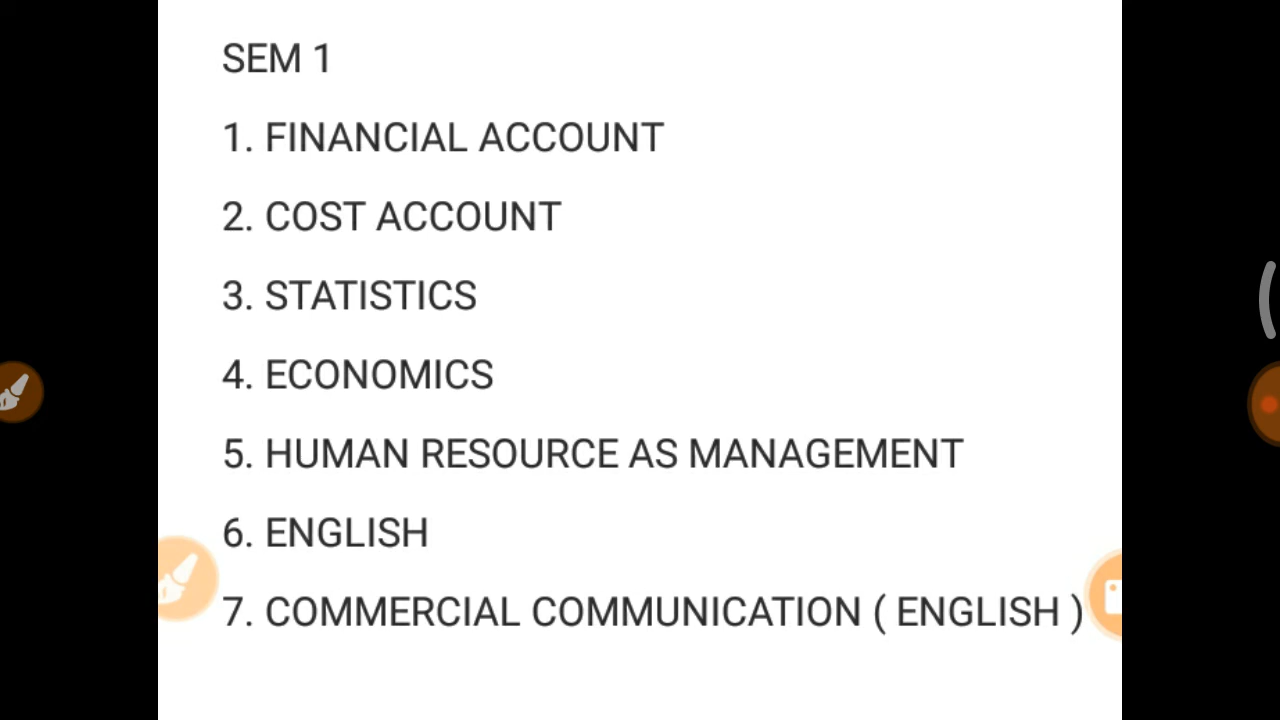 SEM 1
1. FINANCIAL ACCOUNT
2. COST ACCOUNT
3. STATISTICS
4. ECONOMICS
5. HUMAN RESOURCE AS MANAGEMENT
6. ENGLISH
7. COMMERCIAL COMMUNICATION ( ENGLISH )